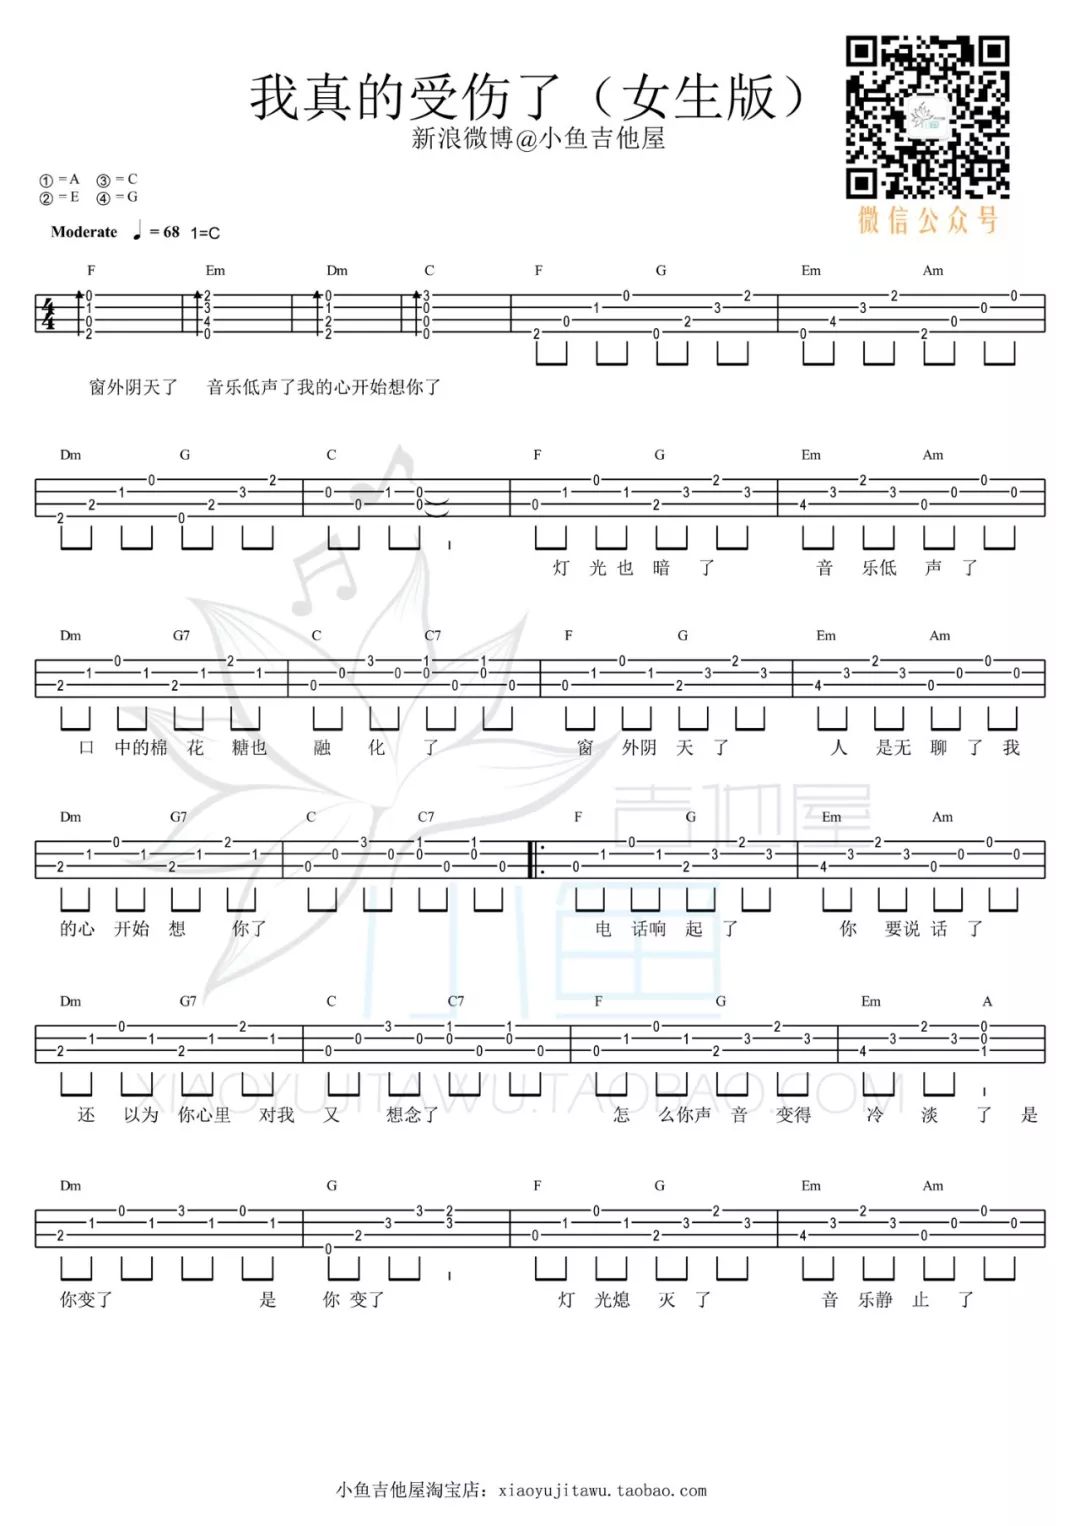 我真的受伤了（女生版）
新浪微博@小鱼吉他屋
微信公众号
①=A ③=C
②=E ④=G
Moderate ♩=68 1=C
F Em Dm C F G Em Am
窗外阴天了 音乐低声了我的心开始想你了
Dm G C F G Em Am
灯 光 也 暗 了 音 乐低 声 了
Dm G7 C C7 F G Em Am
口 中的棉 花 糖也 融 化 了 窗 外阴 天 了 人 是无 聊 了 我
Dm G7 C C7 F G Em Am
的心 开始 想 你了 电 话响 起 了 你 要说 话 了
Dm G7 C C7 F G Em A
还 以为 你心里 对我 又 想念了 怎 么你声 音 变得 冷 淡 了 是
Dm G F G Em Am
你变了 是 你 变了 灯 光熄 灭 了 音 乐静 止 了
吉他屋
小鱼
XIAOYUJITAWU.TAOBAO.COM
小鱼吉他屋淘宝店：xiaoyujitawu.taobao.com